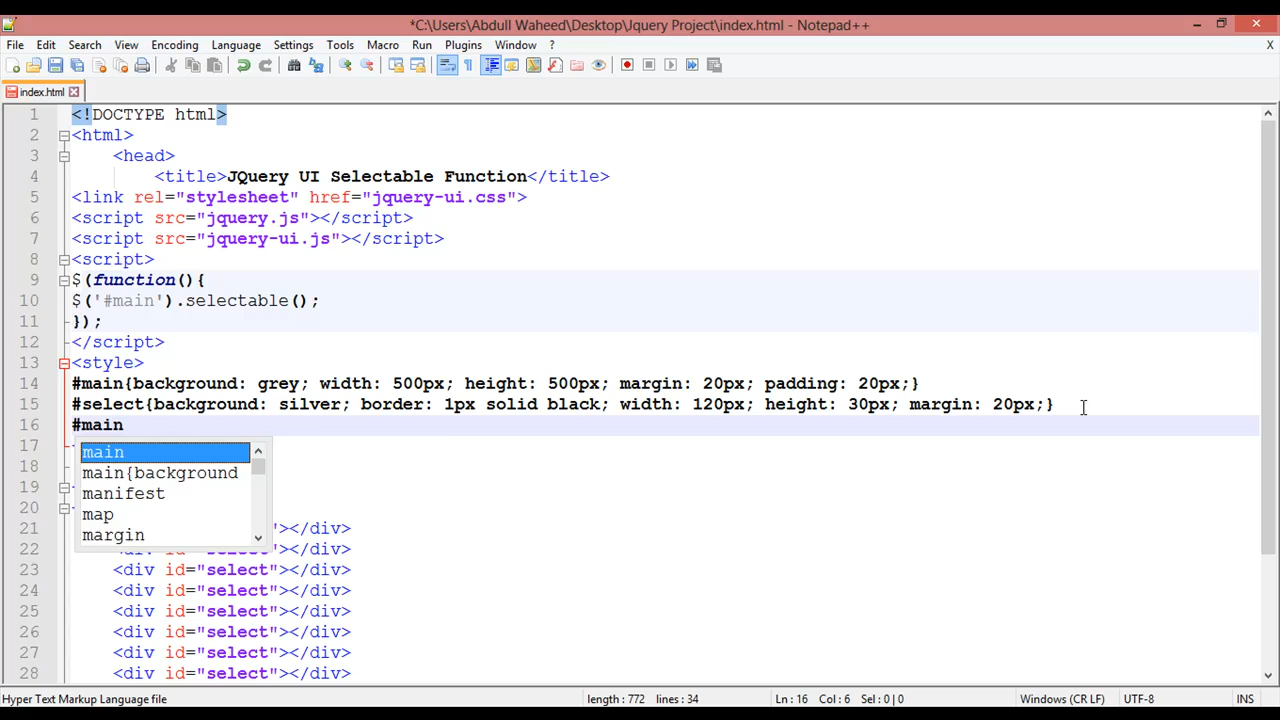 *C:\Users\Abdull Waheed\Desktop\Jquery Project\index.html - Notepad++
File Edit Search View Encoding Language Settings Tools Macro Run Plugins Window ? X
index.html
1 <!DOCTYPE html>
2 <html>
3 <head>
4 <title>JQuery UI Selectable Function</title>
5 <link rel="stylesheet" href="jquery-ui.css">
6 <script src="jquery.js"></script>
7 <script src="jquery-ui.js"></script>
8 <script>
9 $(function(){
10 $('#main').selectable();
11 });
12 </script>
13 <style>
14 #main{background: grey; width: 500px; height: 500px; margin: 20px; padding: 20px;}
15 #select{background: silver; border: 1px solid black; width: 120px; height: 30px; margin: 20px;}
16 #main
17 main
18 main{background
19 manifest
20 map
21 "></div>
margin
22 "></div>
23 <div id="select"></div>
24 <div id="select"></div>
25 <div id="select"></div>
26 <div id="select"></div>
27 <div id="select"></div>
28 <div id="select"></div>
Hyper Text Markup Language file length : 772 lines : 34 Ln : 16 Col : 6 Sel : 0 | 0 Windows (CR LF) UTF-8 INS